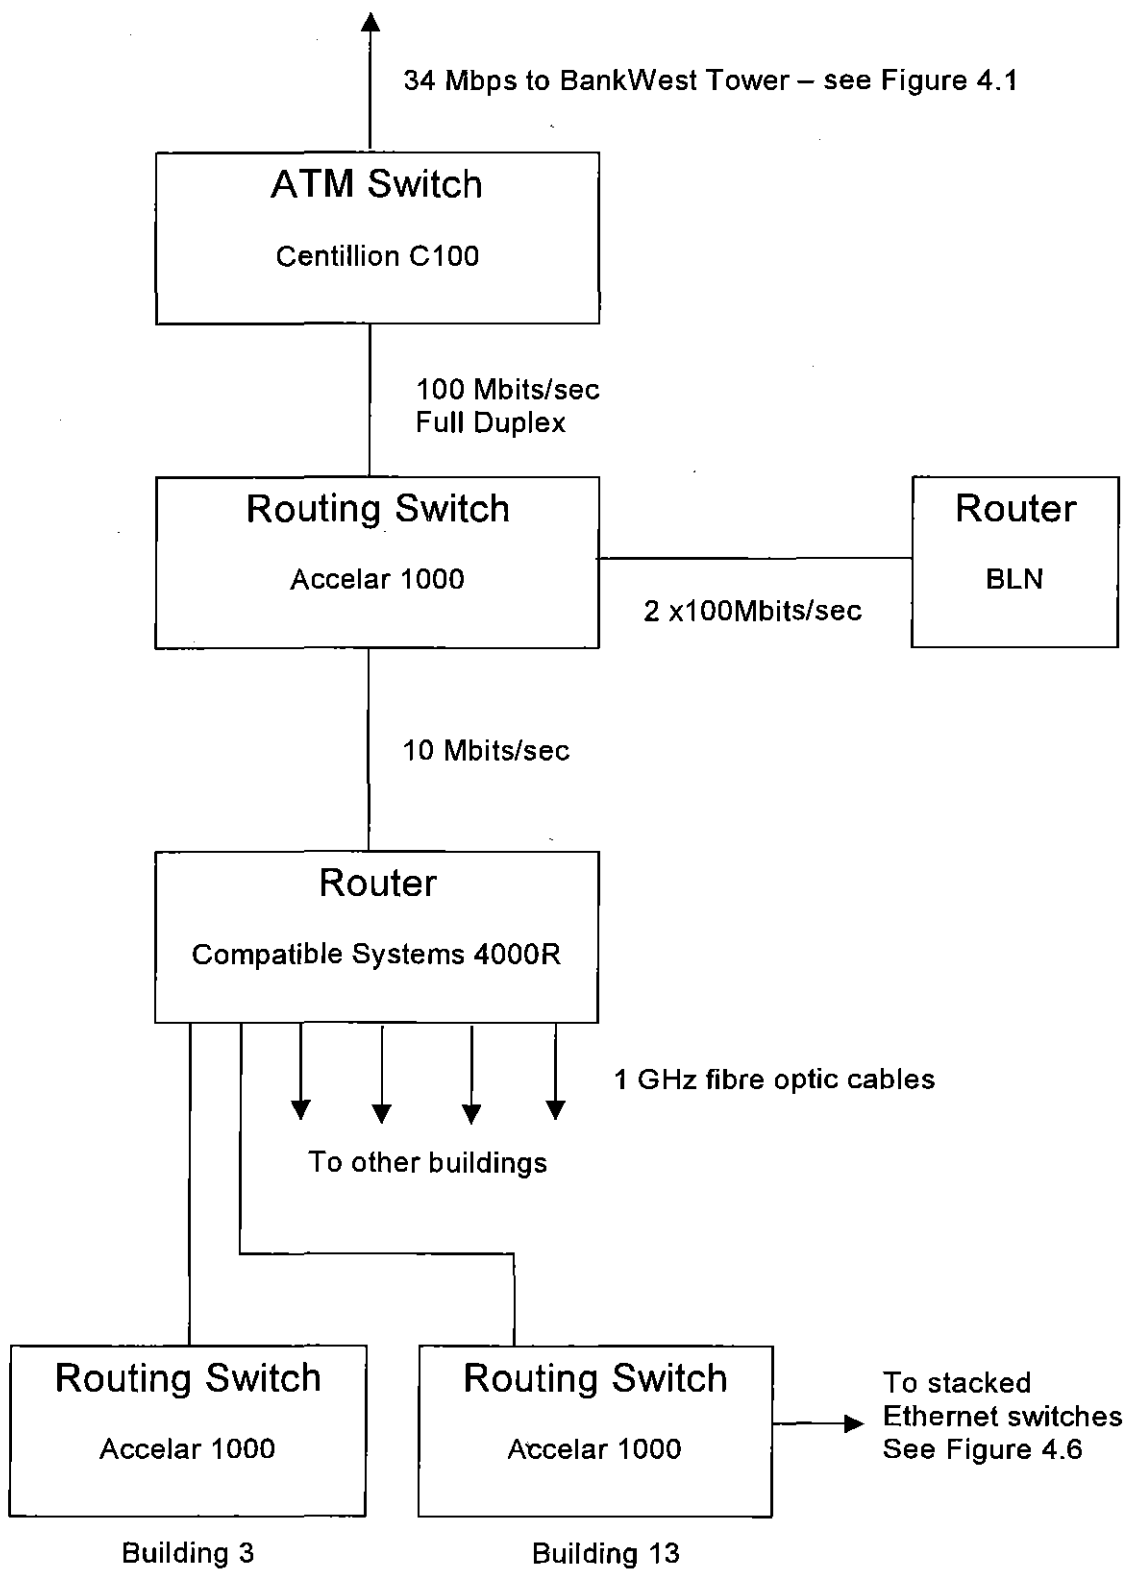 34 Mbps to BankWest Tower – see Figure 4.1
ATM Switch
Centillion C100
100 Mbits/sec
Full Duplex
Routing Switch
Accelar 1000
Router
BLN
2 x100Mbits/sec
10 Mbits/sec
Router
Compatible Systems 4000R
1 GHz fibre optic cables
To other buildings
Routing Switch
Accelar 1000
Building 3
Routing Switch
Accelar 1000
Building 13
To stacked
Ethernet switches
See Figure 4.6